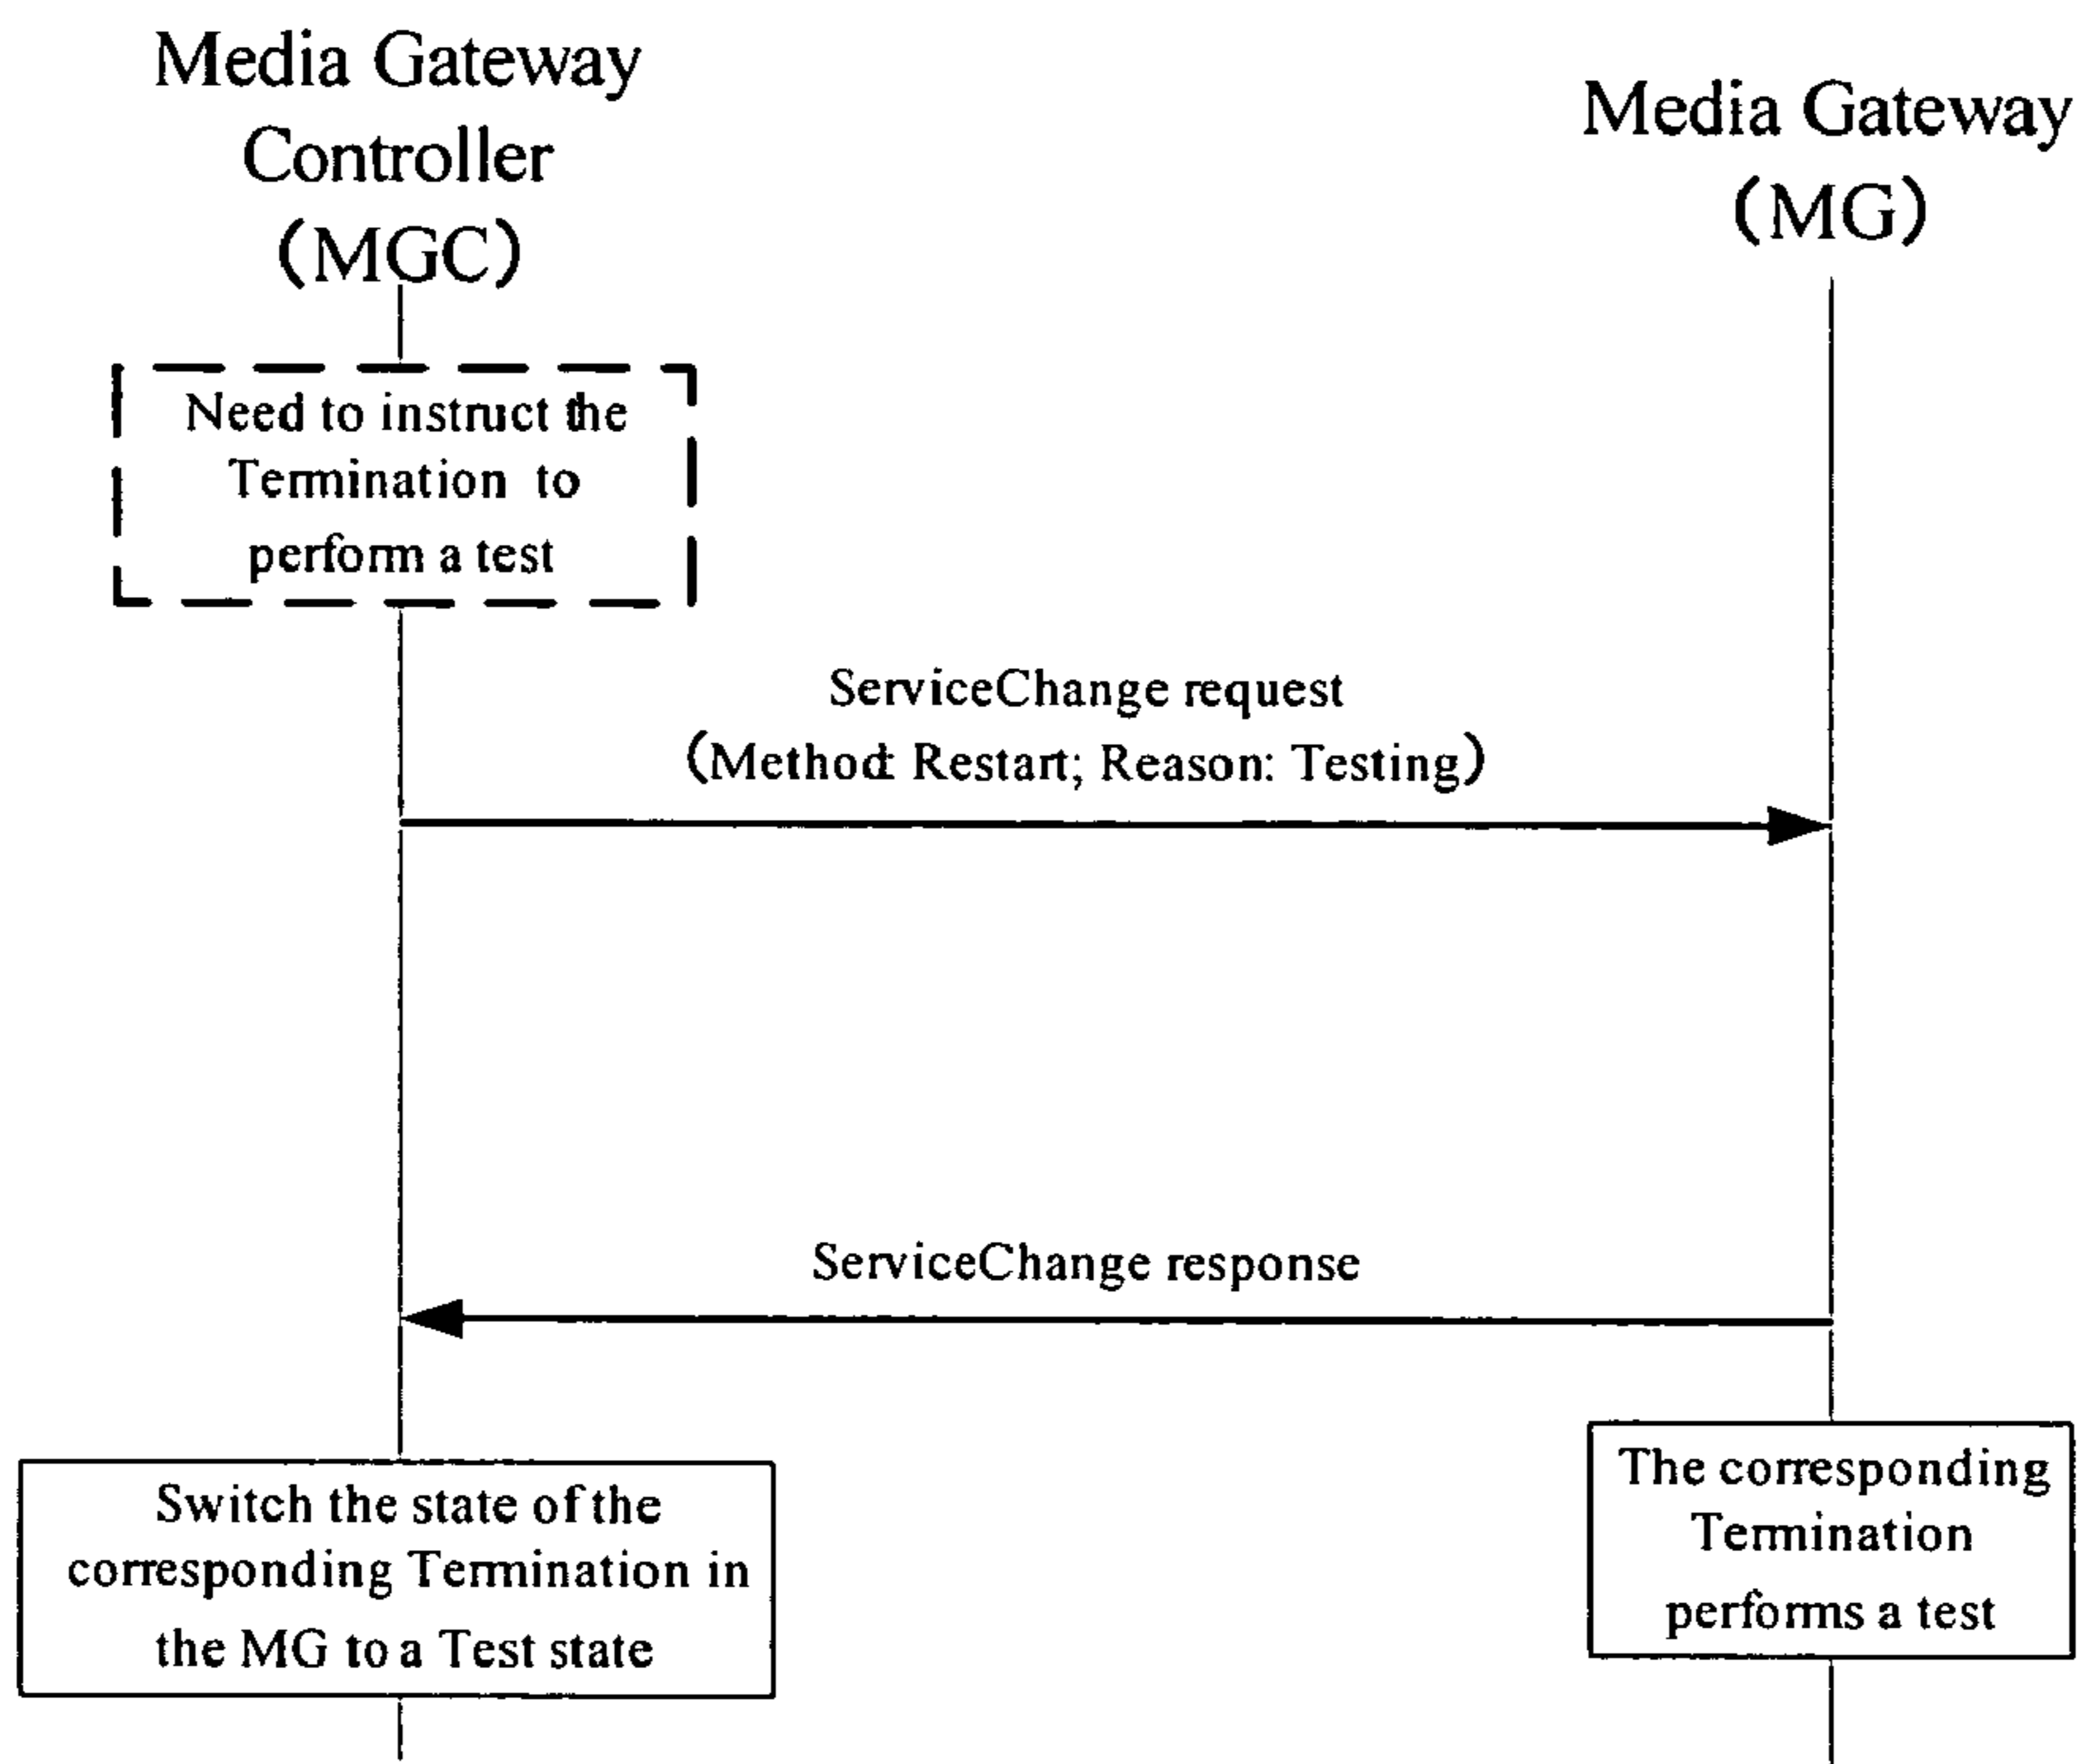 Media Gateway
Controller
(MGC)
Media Gateway
(MG)
Need to instruct the
Termination to
perform a test
ServiceChange request
(Method: Restart; Reason: Testing)
ServiceChange response
Switch the state of the
corresponding Termination in
the MG to a Test state
The corresponding
Termination
performs a test